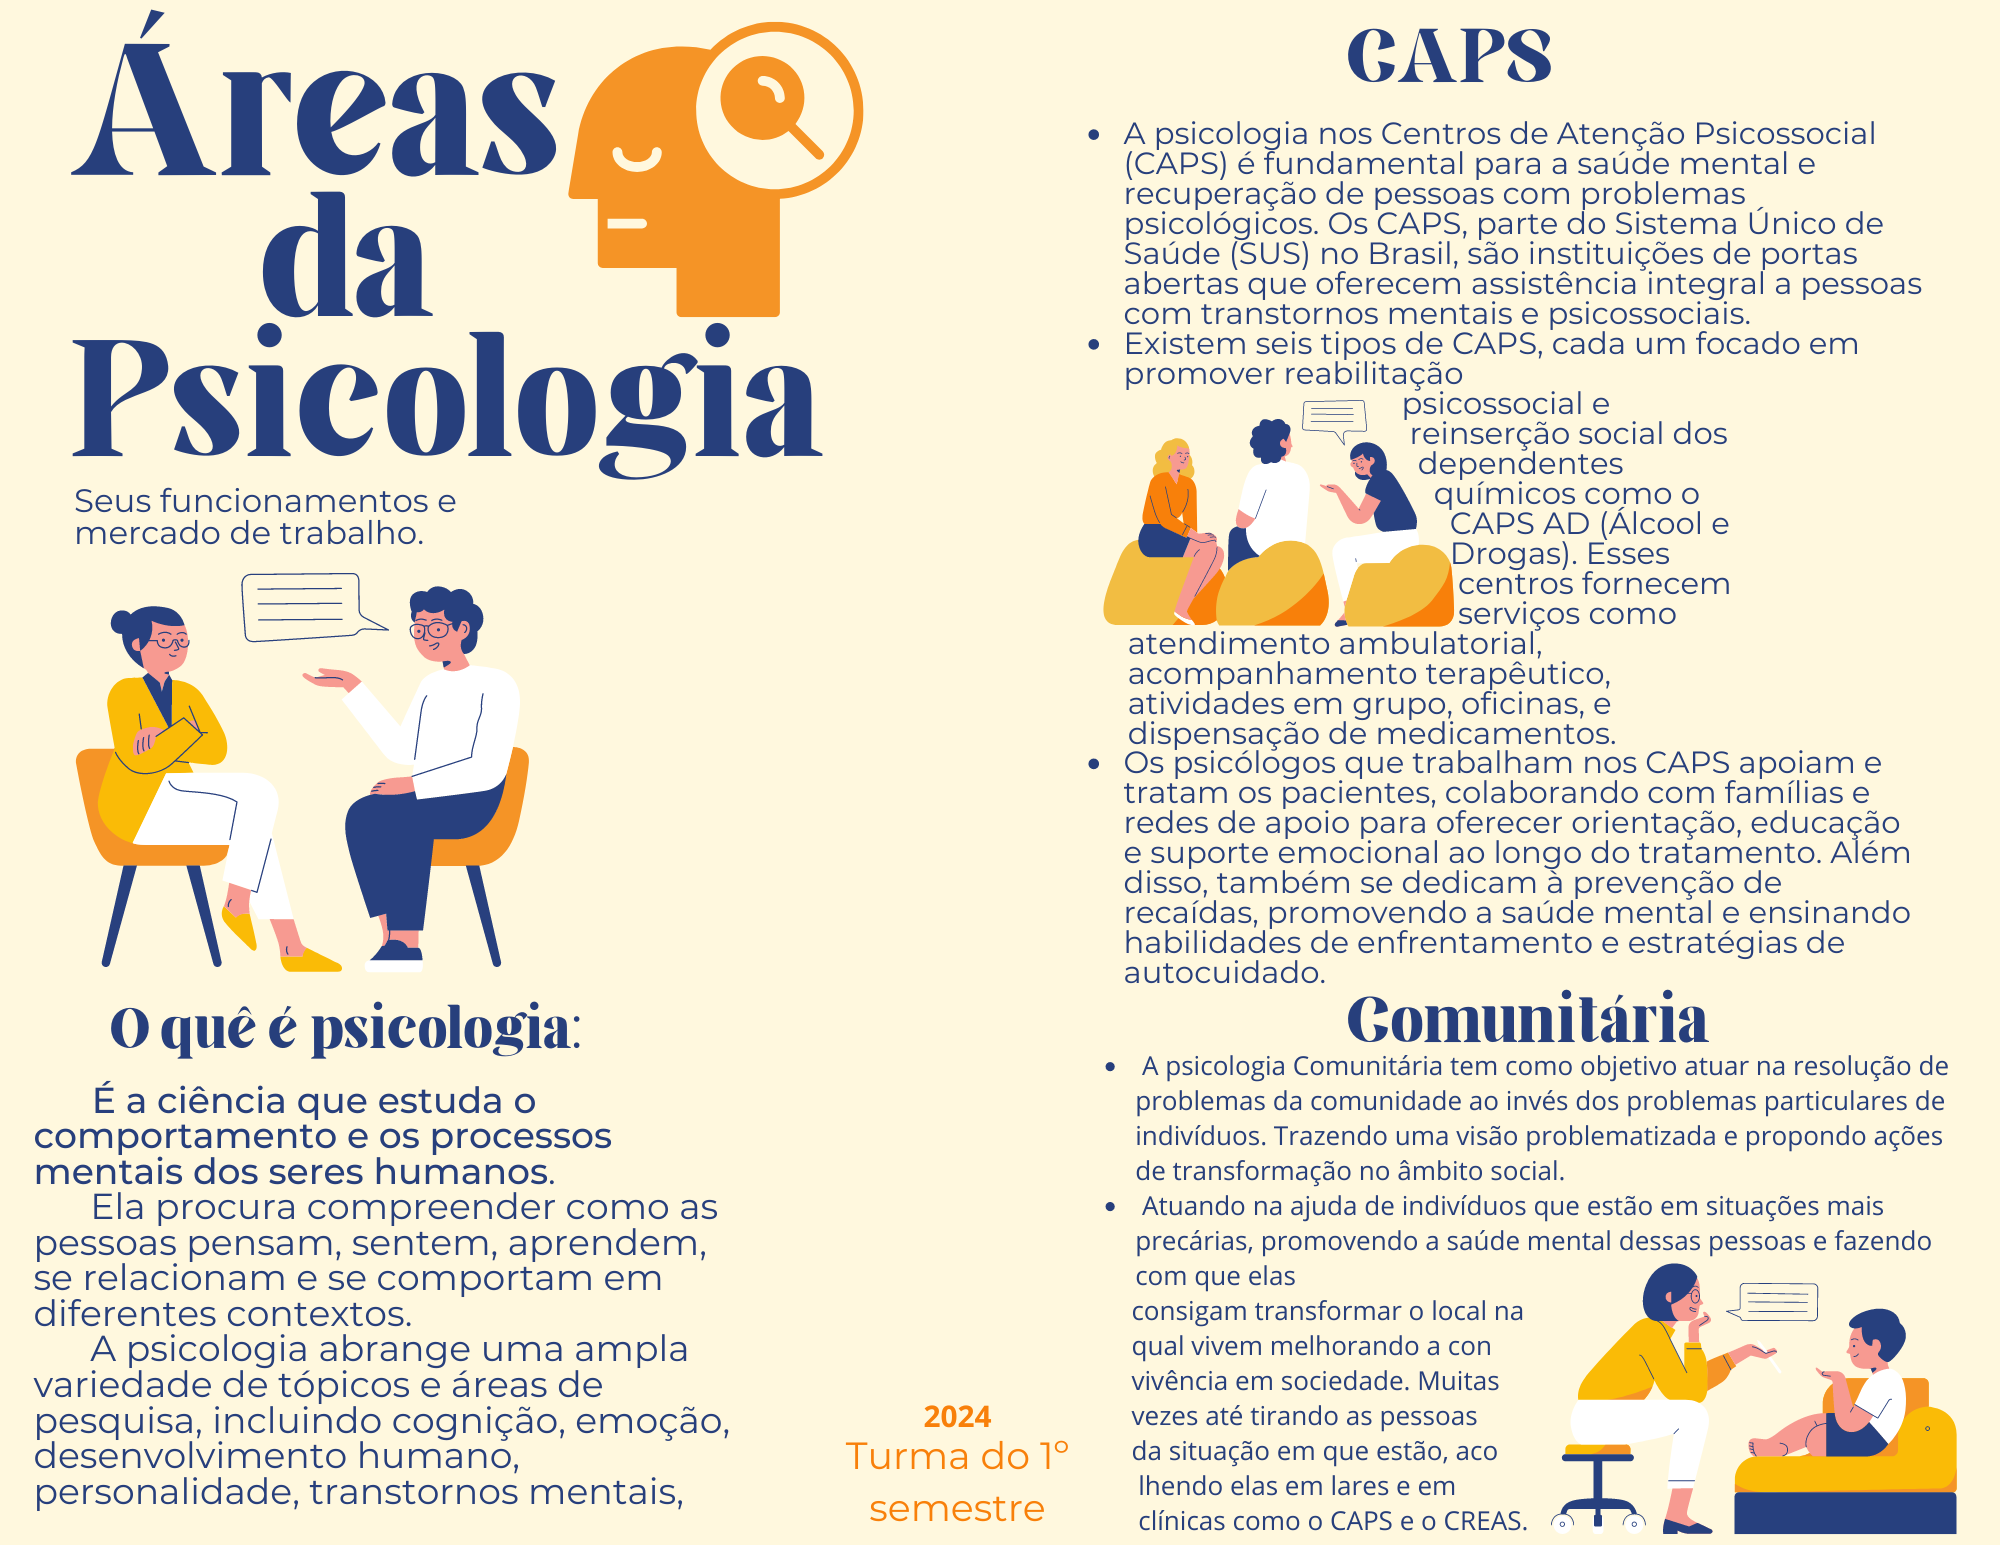 Áreas
da
Psicologia
Seus funcionamentos e
mercado de trabalho.
O quê é psicologia:
É a ciência que estuda o
comportamento e os processos
mentais dos seres humanos.
Ela procura compreender como as
pessoas pensam, sentem, aprendem,
se relacionam e se comportam em
diferentes contextos.
A psicologia abrange uma ampla
variedade de tópicos e áreas de
pesquisa, incluindo cognição, emoção,
desenvolvimento humano,
personalidade, transtornos mentais,
2024
Turma do 1º
semestre
CAPS
• A psicologia nos Centros de Atenção Psicossocial
(CAPS) é fundamental para a saúde mental e
recuperação de pessoas com problemas
psicológicos. Os CAPS, parte do Sistema Único de
Saúde (SUS) no Brasil, são instituições de portas
abertas que oferecem assistência integral a pessoas
com transtornos mentais e psicossociais.
• Existem seis tipos de CAPS, cada um focado em
promover reabilitação
psicossocial e
reinserção social dos
dependentes
químicos como o
CAPS AD (Álcool e
Drogas). Esses
centros fornecem
serviços como
atendimento ambulatorial,
acompanhamento terapêutico,
atividades em grupo, oficinas, e
dispensação de medicamentos.
• Os psicólogos que trabalham nos CAPS apoiam e
tratam os pacientes, colaborando com famílias e
redes de apoio para oferecer orientação, educação
e suporte emocional ao longo do tratamento. Além
disso, também se dedicam à prevenção de
recaídas, promovendo a saúde mental e ensinando
habilidades de enfrentamento e estratégias de
autocuidado.
Comunitária
• A psicologia Comunitária tem como objetivo atuar na resolução de
problemas da comunidade ao invés dos problemas particulares de
indivíduos. Trazendo uma visão problematizada e propondo ações
de transformação no âmbito social.
• Atuando na ajuda de indivíduos que estão em situações mais
precárias, promovendo a saúde mental dessas pessoas e fazendo
com que elas
consigam transformar o local na
qual vivem melhorando a con
vivência em sociedade. Muitas
vezes até tirando as pessoas
da situação em que estão, aco
lhendo elas em lares e em
clínicas como o CAPS e o CREAS.